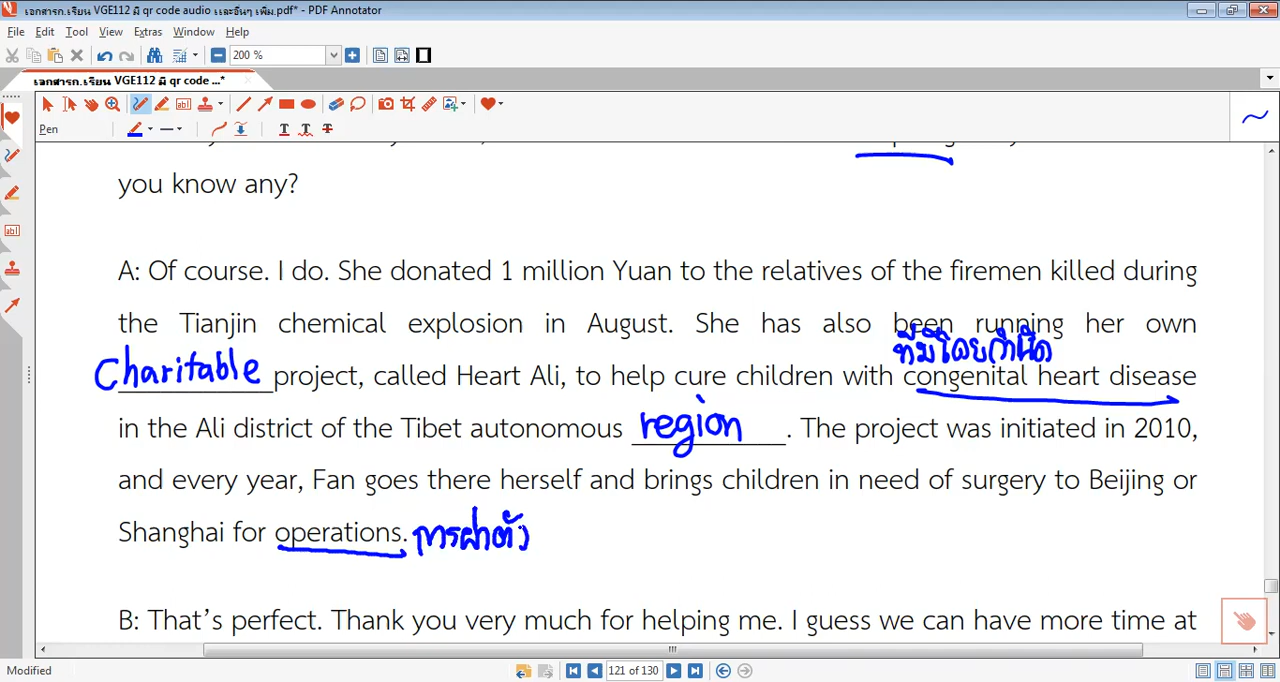 เอกสารก.เรียน VGE112 มี qr code audio และอื่นๆ เพิ่ม.pdf* - PDF Annotator
File Edit Tool View Extras Window Help
200 %
เอกสารก.เรียน VGE112 มี qr code ...*
Pen
you know any?
A: Of course. I do. She donated 1 million Yuan to the relatives of the firemen killed during
the Tianjin chemical explosion in August. She has also been running her own
ที่มีโดยกำเนิด
Charitable project, called Heart Ali, to help cure children with congenital heart disease
in the Ali district of the Tibet autonomous region. The project was initiated in 2010,
and every year, Fan goes there herself and brings children in need of surgery to Beijing or
Shanghai for operations. การผ่าตัว
B: That's perfect. Thank you very much for helping me. I guess we can have more time at
Modified
121 of 130